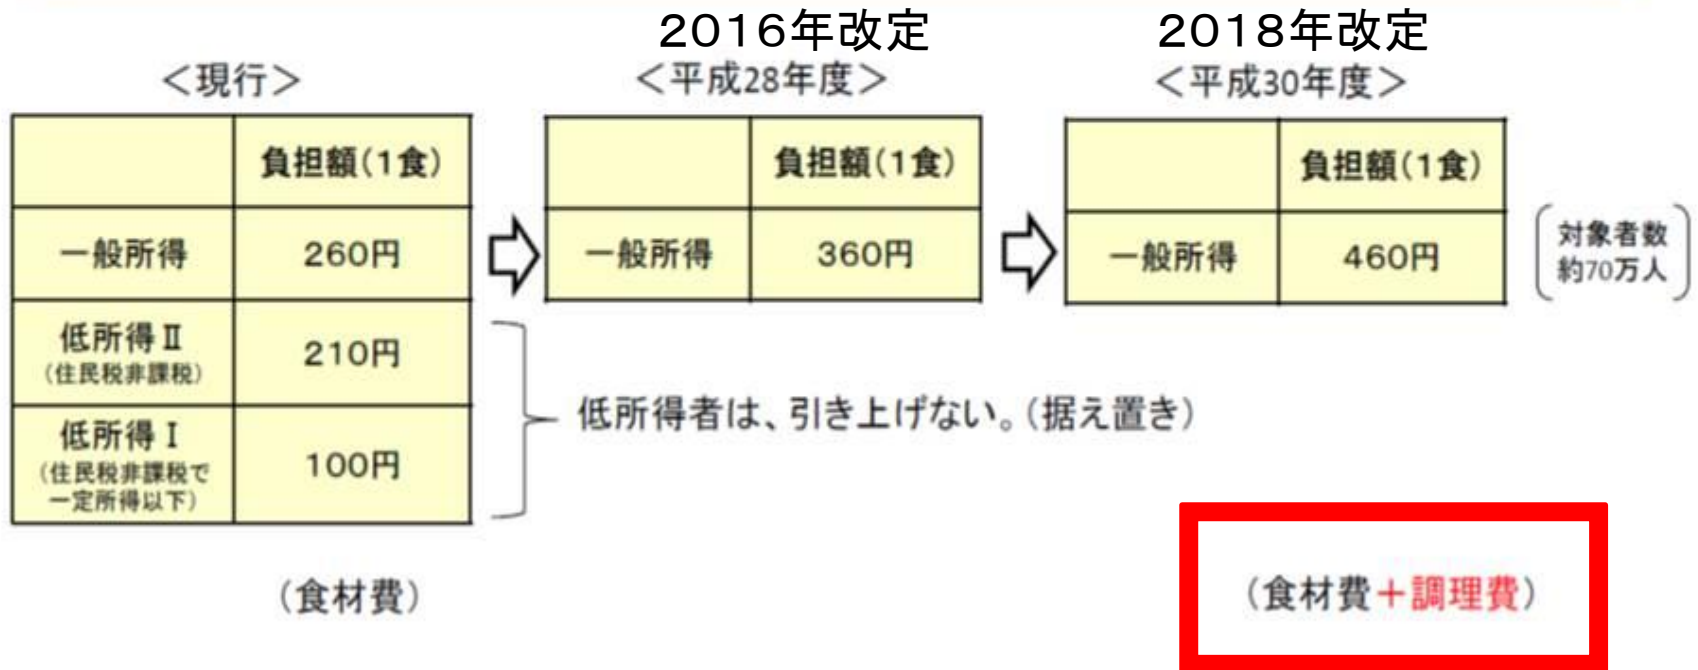 2016年改定
2018年改定
＜現行＞
＜平成28年度＞
＜平成30年度＞
負担額(1食)
一般所得
260円
低所得Ⅱ
（住民税非課税）
210円
低所得Ⅰ
（住民税非課税で
一定所得以下）
100円
負担額(1食)
一般所得
360円
負担額(1食)
一般所得
460円
対象者数
約70万人
低所得者は、引き上げない。（据え置き）
（食材費）
（食材費＋調理費）